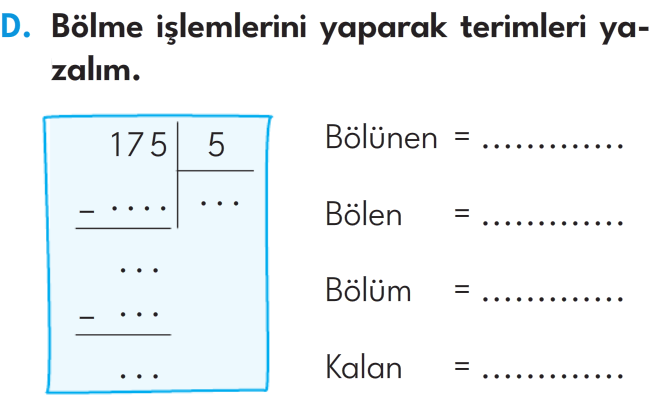 D. Bölme işlemlerini yaparak terimleri ya-
zalım.
175 5
– .... ...
...
– ...
...
Bölünen = .............
Bölen = .............
Bölüm = .............
Kalan = .............